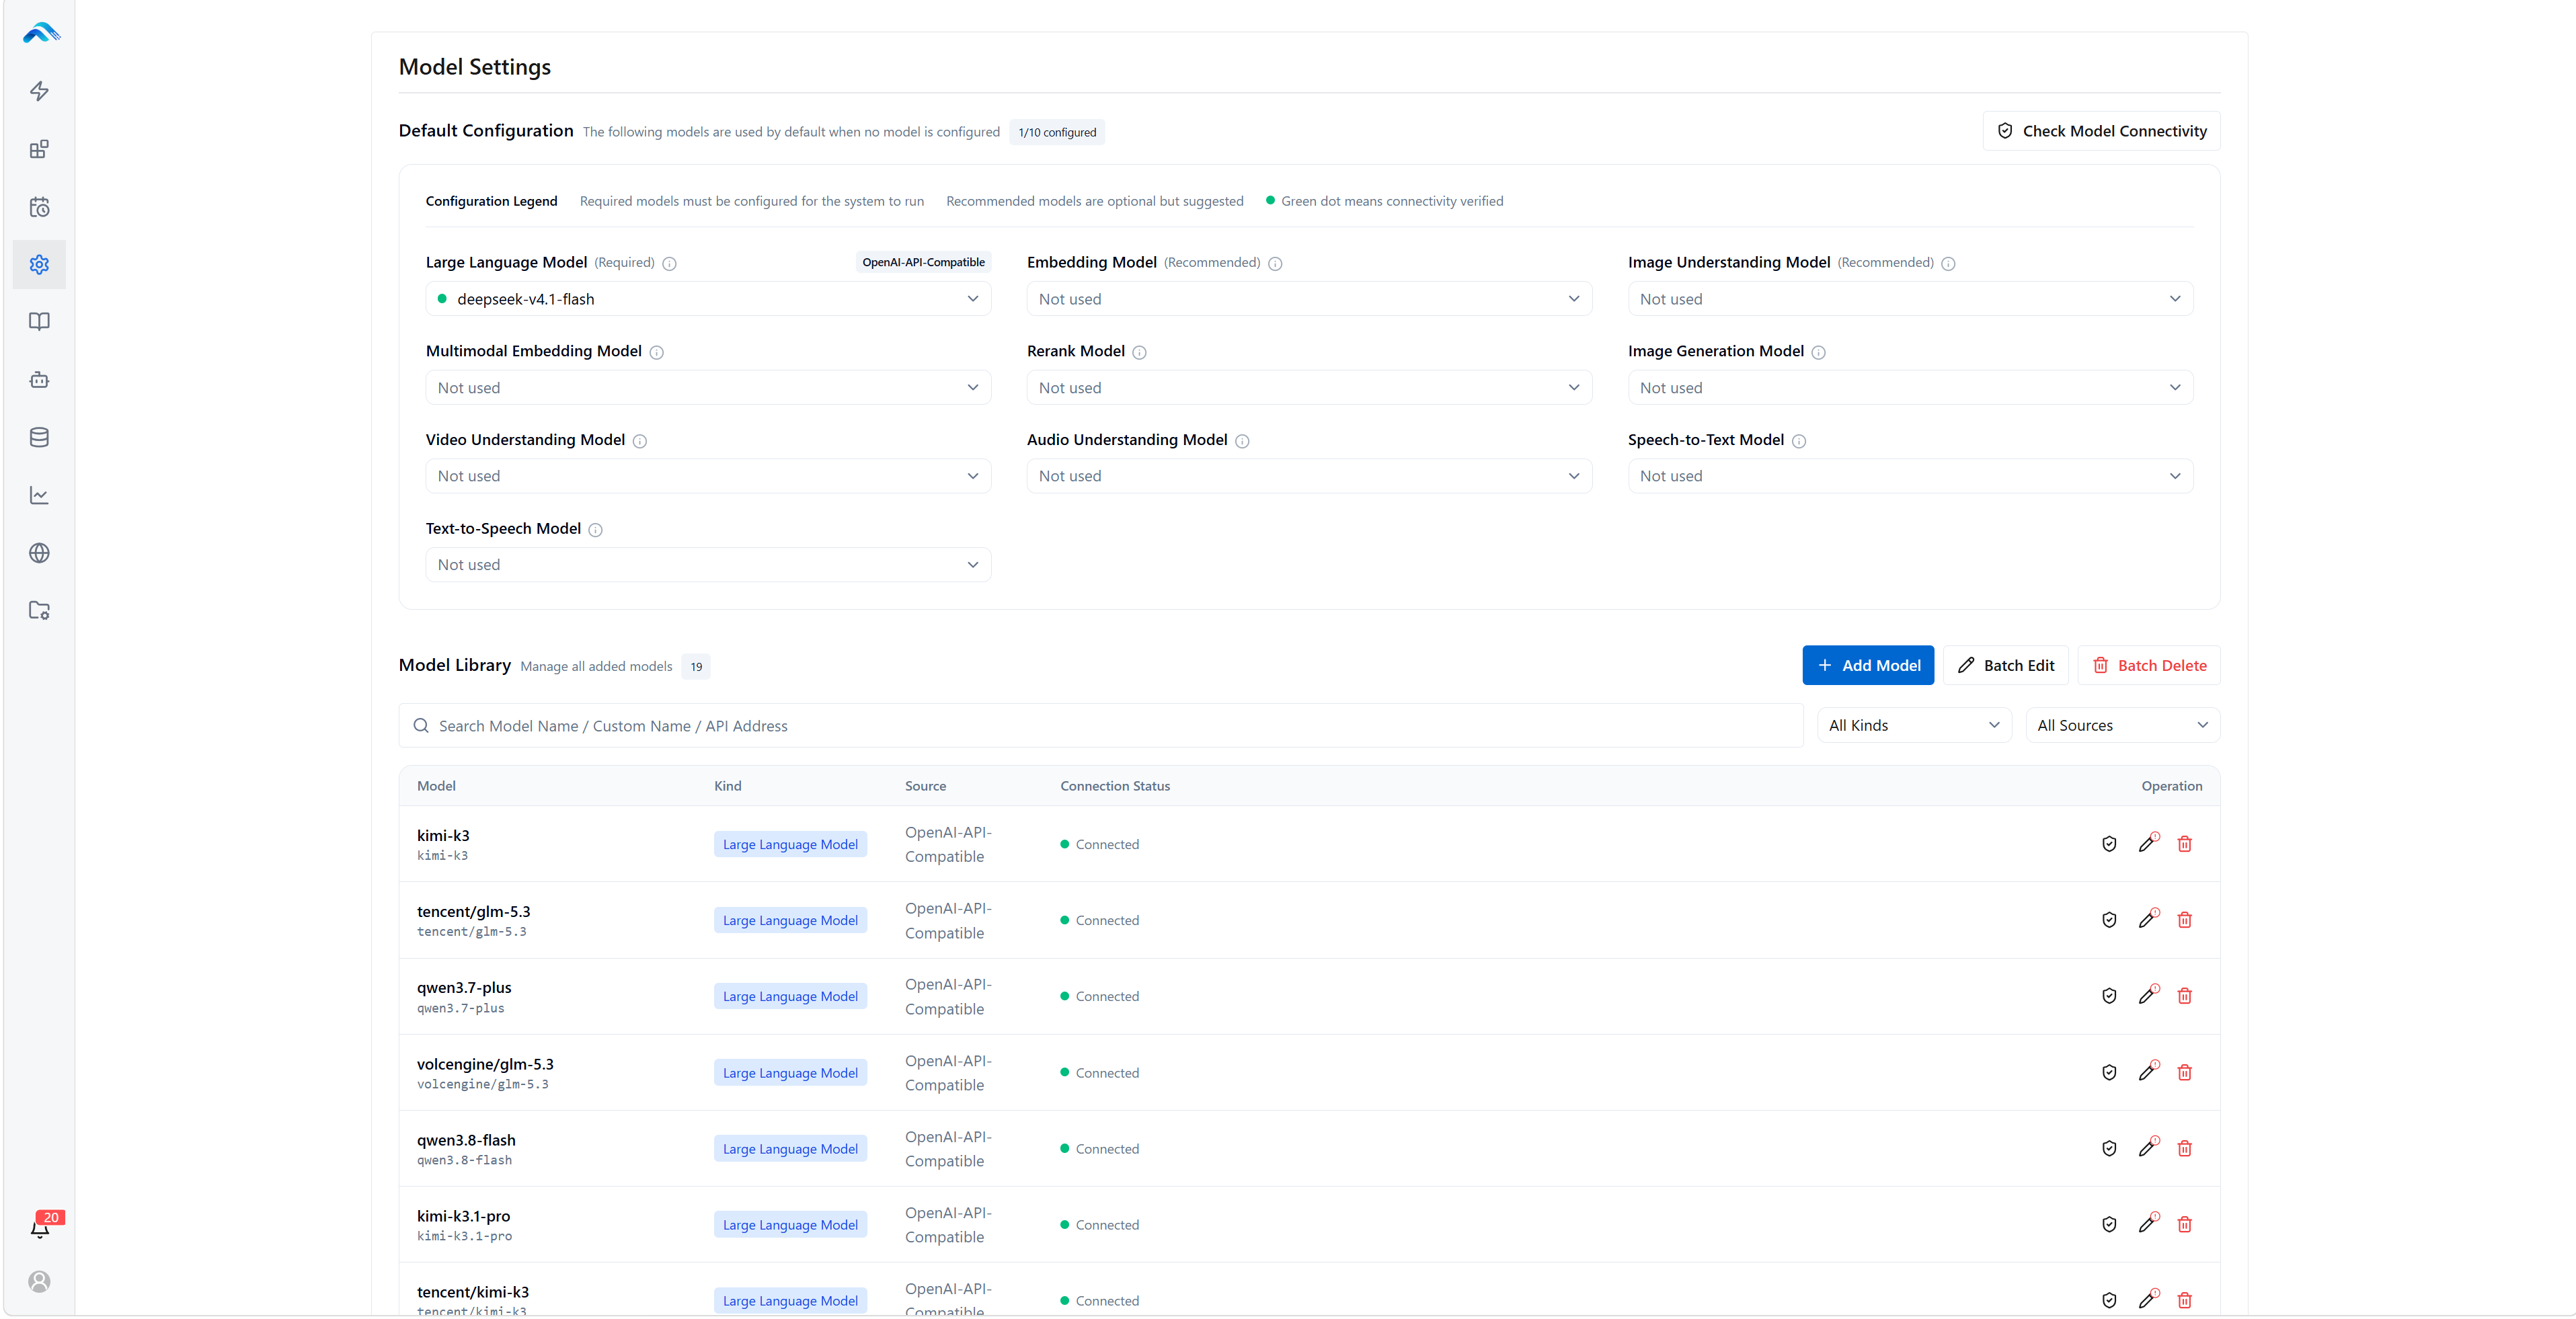 Model Settings
Default Configuration The following models are used by default when no model is configured 1/10 configured
Check Model Connectivity
Configuration Legend Required models must be configured for the system to run Recommended models are optional but suggested Green dot means connectivity verified
Large Language Model (Required) OpenAI-API-Compatible
deepseek-v4.1-flash
Embedding Model (Recommended)
Not used
Image Understanding Model (Recommended)
Not used
Multimodal Embedding Model
Not used
Rerank Model
Not used
Image Generation Model
Not used
Video Understanding Model
Not used
Audio Understanding Model
Not used
Speech-to-Text Model
Not used
Text-to-Speech Model
Not used
Model Library Manage all added models 19
Add Model
Batch Edit
Batch Delete
Search Model Name / Custom Name / API Address
All Kinds
All Sources
Model Kind Source Connection Status Operation
kimi-k3
kimi-k3
Large Language Model
OpenAI-API-
Compatible
Connected
tencent/glm-5.3
tencent/glm-5.3
Large Language Model
OpenAI-API-
Compatible
Connected
qwen3.7-plus
qwen3.7-plus
Large Language Model
OpenAI-API-
Compatible
Connected
volcengine/glm-5.3
volcengine/glm-5.3
Large Language Model
OpenAI-API-
Compatible
Connected
qwen3.8-flash
qwen3.8-flash
Large Language Model
OpenAI-API-
Compatible
Connected
kimi-k3.1-pro
kimi-k3.1-pro
Large Language Model
OpenAI-API-
Compatible
Connected
tencent/kimi-k3
tencent/kimi-k3
Large Language Model
OpenAI-API-
Compatible
Connected
20